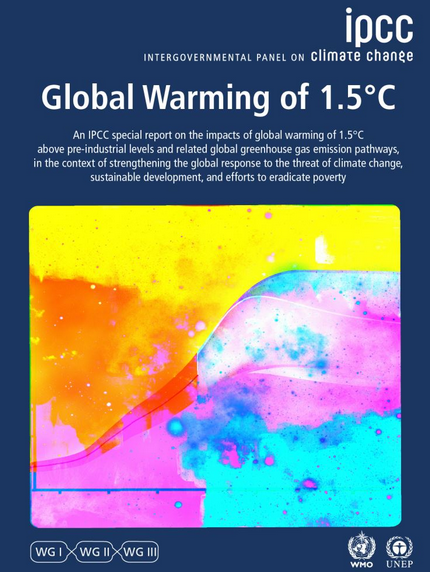 ipcc
INTERGOVERNMENTAL PANEL ON climate change
Global Warming of 1.5°C
An IPCC special report on the impacts of global warming of 1.5°C
above pre-industrial levels and related global greenhouse gas emission pathways,
in the context of strengthening the global response to the threat of climate change,
sustainable development, and efforts to eradicate poverty
WG I WG II WG III
WMO UNEP